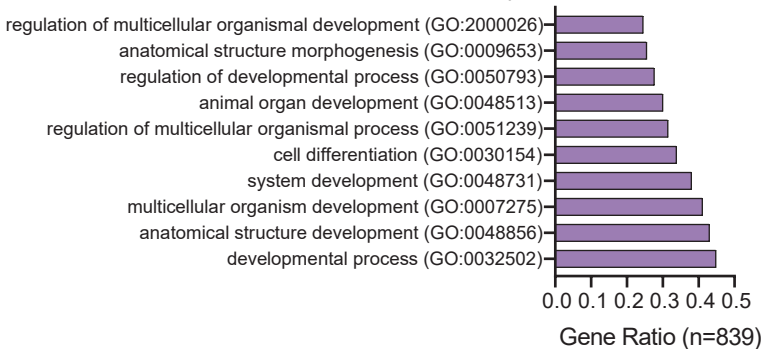 regulation of multicellular organismal development (GO:2000026)
anatomical structure morphogenesis (GO:0009653)
regulation of developmental process (GO:0050793)
animal organ development (GO:0048513)
regulation of multicellular organismal process (GO:0051239)
cell differentiation (GO:0030154)
system development (GO:0048731)
multicellular organism development (GO:0007275)
anatomical structure development (GO:0048856)
developmental process (GO:0032502)
0.0 0.1 0.2 0.3 0.4 0.5
Gene Ratio (n=839)